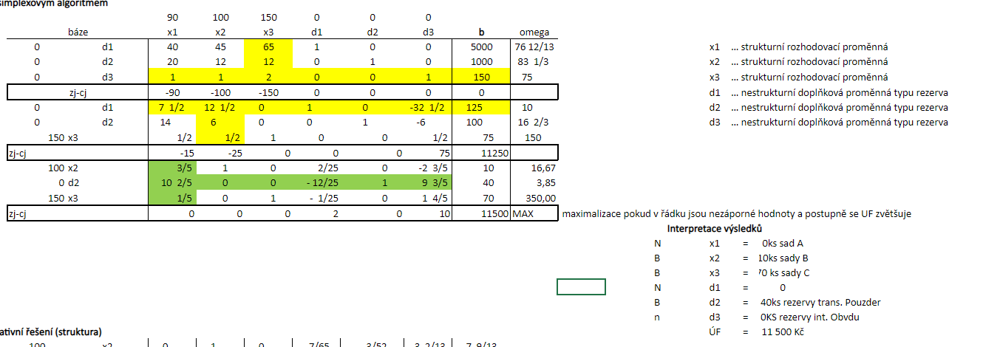 simplexovým algoritmem
90 100 150 0 0 0
báze x1 x2 x3 d1 d2 d3 b omega
0 d1 40 45 65 1 0 0 5000 76 12/13 x1 ... strukturní rozhodovací proměnná
0 d2 20 12 12 0 1 0 1000 83 1/3 x2 ... strukturní rozhodovací proměnná
0 d3 1 1 2 0 0 1 150 75 x3 ... strukturní rozhodovací proměnná
zj-cj -90 -100 -150 0 0 0 0 d1 ... nestrukturní doplňková proměnná typu rezerva
0 d1 7 1/2 12 1/2 0 1 0 -32 1/2 125 10 d2 ... nestrukturní doplňková proměnná typu rezerva
0 d2 14 6 0 0 1 -6 100 16 2/3 d3 ... nestrukturní doplňková proměnná typu rezerva
150 x3 1/2 1/2 1 0 0 1/2 75 150
zj-cj -15 -25 0 0 0 75 11250
100 x2 3/5 1 0 2/25 0 -2 3/5 10 16,67
0 d2 10 2/5 0 0 - 12/25 1 9 3/5 40 3,85
150 x3 1/5 0 1 - 1/25 0 1 4/5 70 350,00
zj-cj 0 0 0 2 0 10 11500 MAX maximalizace pokud v řádku jsou nezáporné hodnoty a postupně se UF zvětšuje
Interpretace výsledků
N x1 = 0ks sad A
B x2 = 10ks sady B
B x3 = 70 ks sady C
N d1 = 0
B d2 = 40ks rezervy trans. Pouzder
n d3 = 0KS rezervy int. Obvdu
ÚF = 11 500 Kč
ativní řešení (struktura)
100 x2 0 1 0 7/65 3/52 3 2/13 7 9/13